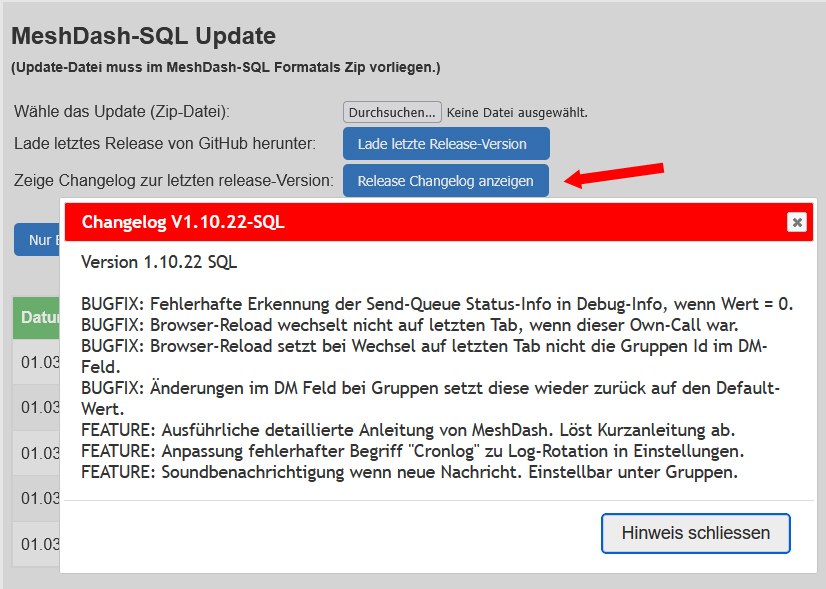 MeshDash-SQL Update
(Update-Datei muss im MeshDash-SQL Formatals Zip vorliegen.)
Wähle das Update (Zip-Datei): Durchsuchen... Keine Datei ausgewählt.
Lade letztes Release von GitHub herunter: Lade letzte Release-Version
Zeige Changelog zur letzten release-Version: Release Changelog anzeigen
Changelog V1.10.22-SQL
Nur
Version 1.10.22 SQL
BUGFIX: Fehlerhafte Erkennung der Send-Queue Status-Info in Debug-Info, wenn Wert = 0.
BUGFIX: Browser-Reload wechselt nicht auf letzten Tab, wenn dieser Own-Call war.
BUGFIX: Browser-Reload setzt bei Wechsel auf letzten Tab nicht die Gruppen Id im DM-
Feld.
BUGFIX: Änderungen im DM Feld bei Gruppen setzt diese wieder zurück auf den Default-
Wert.
FEATURE: Ausführliche detaillierte Anleitung von MeshDash. Löst Kurzanleitung ab.
FEATURE: Anpassung fehlerhafter Begriff "Cronlog" zu Log-Rotation in Einstellungen.
FEATURE: Soundbenachrichtigung wenn neue Nachricht. Einstellbar unter Gruppen.
Hinweis schliessen
Datu
01.03
01.03
01.03
01.03
01.03